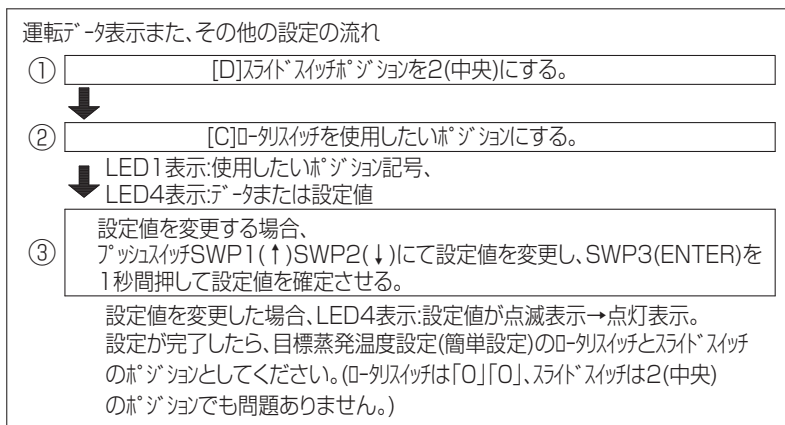 運転ﾃﾞｰﾀ表示また、その他の設定の流れ
① [D]ｽﾗｲﾄﾞｽｲｯﾁﾎﾟｼﾞｼｮﾝを2(中央)にする。
② [C]ﾛｰﾀﾘｽｲｯﾁを使用したいﾎﾟｼﾞｼｮﾝにする。
LED1表示:使用したいﾎﾟｼﾞｼｮﾝ記号、
LED4表示:ﾃﾞｰﾀまたは設定値
設定値を変更する場合、
③ ﾌﾟｯｼｭｽｲｯﾁSWP1(↑)SWP2(↓)にて設定値を変更し、SWP3(ENTER)を
1秒間押して設定値を確定させる。
設定値を変更した場合、LED4表示:設定値が点滅表示→点灯表示。
設定が完了したら、目標蒸発温度設定(簡単設定)のﾛｰﾀﾘｽｲｯﾁとｽﾗｲﾄﾞｽｲｯﾁ
のﾎﾟｼﾞｼｮﾝとしてください。(ﾛｰﾀﾘｽｲｯﾁは「0」「0」、ｽﾗｲﾄﾞｽｲｯﾁは2(中央)
のﾎﾟｼﾞｼｮﾝでも問題ありません。)